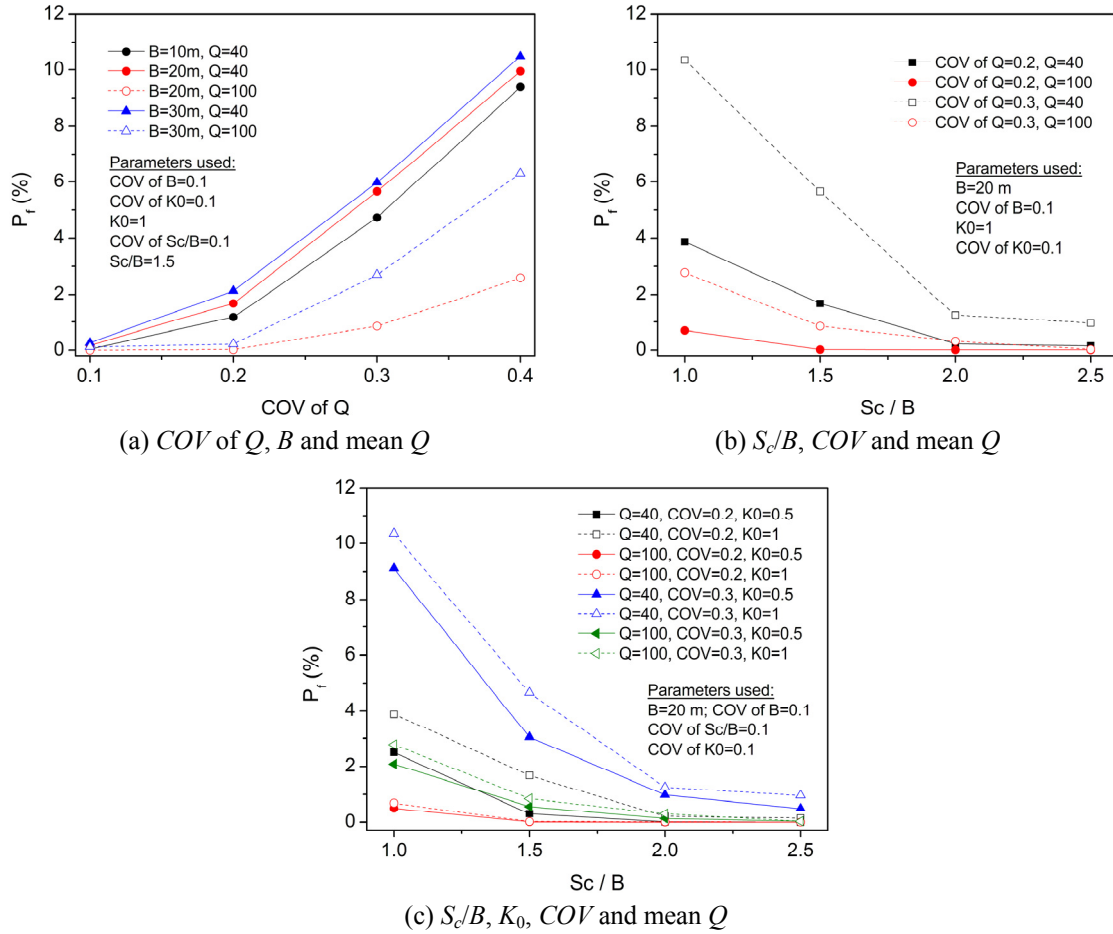 12
10
8
6
4
2
0
P_f (%)
B=10m, Q=40
B=20m, Q=40
B=20m, Q=100
B=30m, Q=40
B=30m, Q=100
Parameters used:
COV of B=0.1
COV of K0=0.1
K0=1
COV of Sc/B=0.1
Sc/B=1.5
0.1 0.2 0.3 0.4
COV of Q
(a) COV of Q, B and mean Q
12
10
8
6
4
2
0
P_f (%)
COV of Q=0.2, Q=40
COV of Q=0.2, Q=100
COV of Q=0.3, Q=40
COV of Q=0.3, Q=100
Parameters used:
B=20 m
COV of B=0.1
K0=1
COV of K0=0.1
1.0 1.5 2.0 2.5
Sc / B
(b) S_c/B, COV and mean Q
12
10
8
6
4
2
0
P_f (%)
Q=40, COV=0.2, K0=0.5
Q=40, COV=0.2, K0=1
Q=100, COV=0.2, K0=0.5
Q=100, COV=0.2, K0=1
Q=40, COV=0.3, K0=0.5
Q=40, COV=0.3, K0=1
Q=100, COV=0.3, K0=0.5
Q=100, COV=0.3, K0=1
Parameters used:
B=20 m; COV of B=0.1
COV of Sc/B=0.1
COV of K0=0.1
1.0 1.5 2.0 2.5
Sc / B
(c) S_c/B, K_0, COV and mean Q